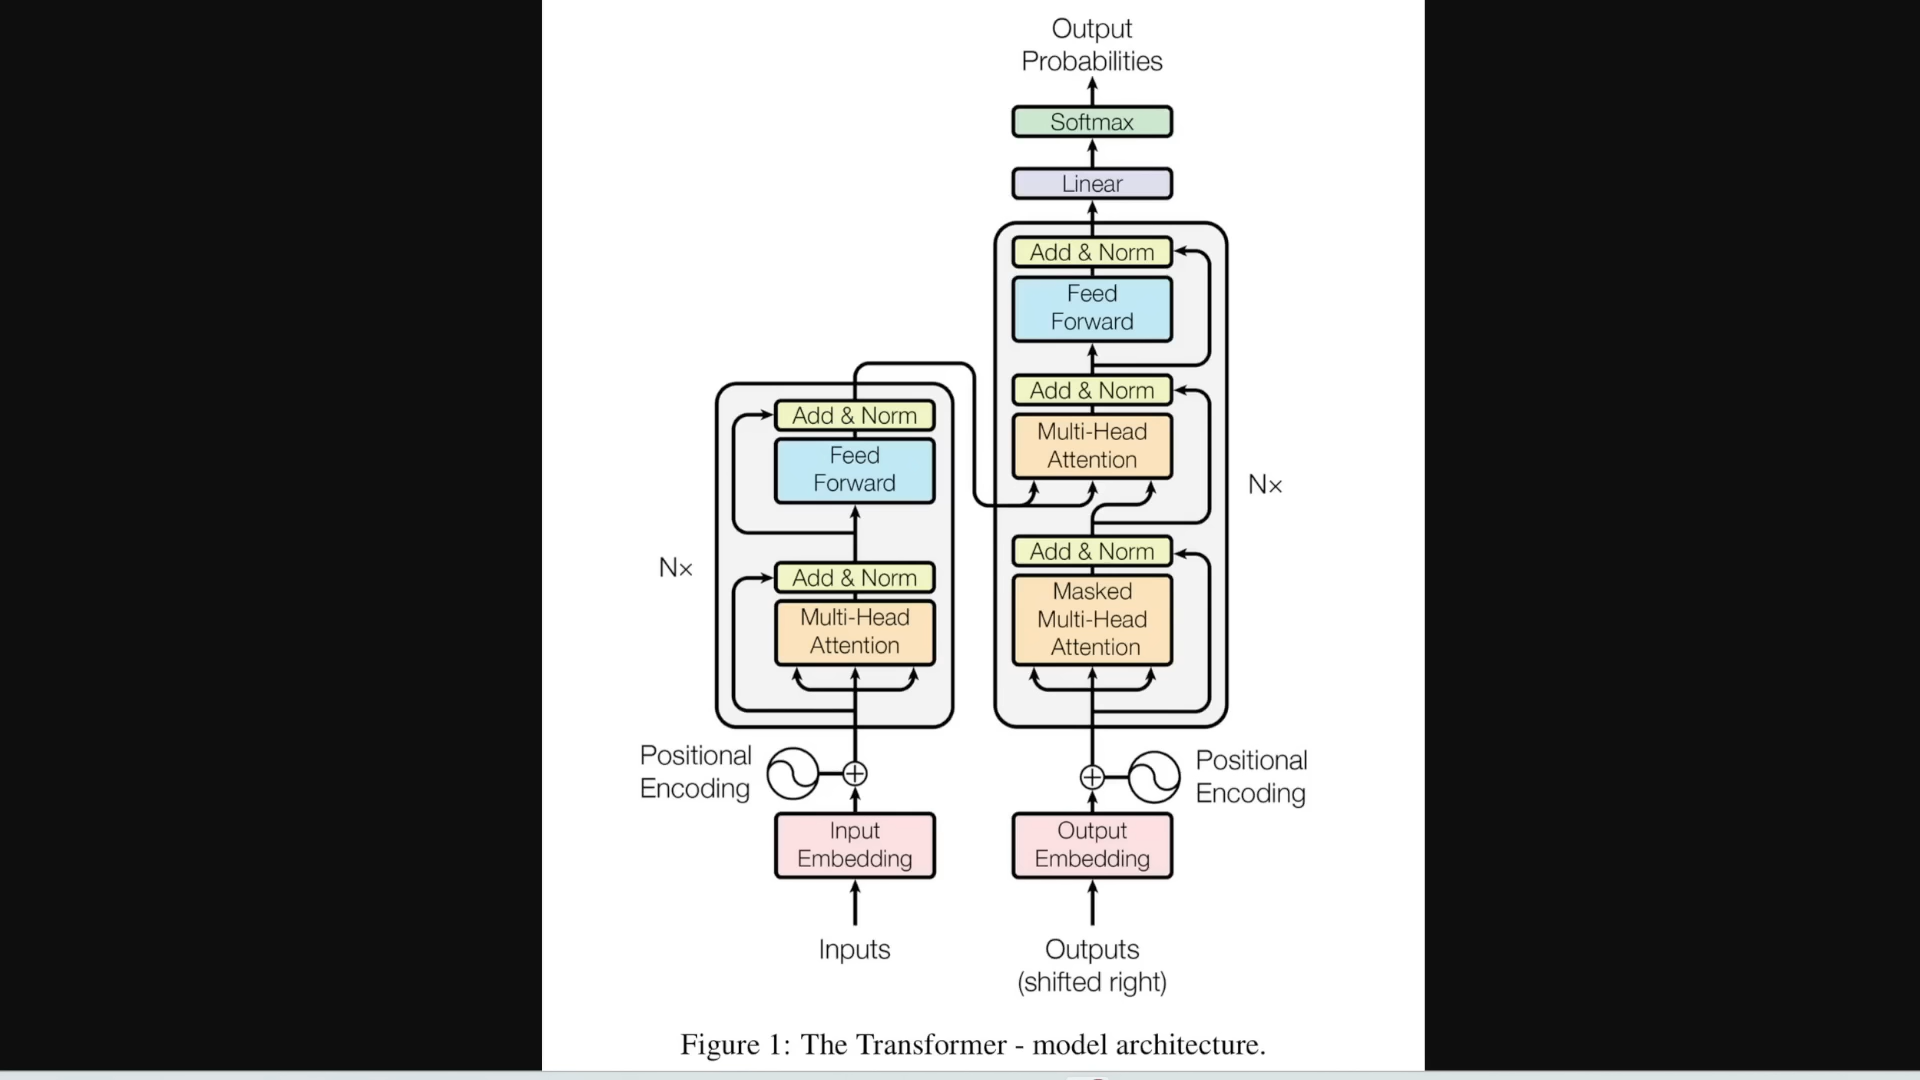 Output
Probabilities
Softmax
Linear
Add & Norm
Feed
Forward
Add & Norm
Multi-Head
Attention
N×
Add & Norm
Masked
Multi-Head
Attention
Add & Norm
Feed
Forward
N×
Add & Norm
Multi-Head
Attention
Positional
Encoding
Positional
Encoding
Input
Embedding
Output
Embedding
Inputs
Outputs
(shifted right)
Figure 1: The Transformer - model architecture.